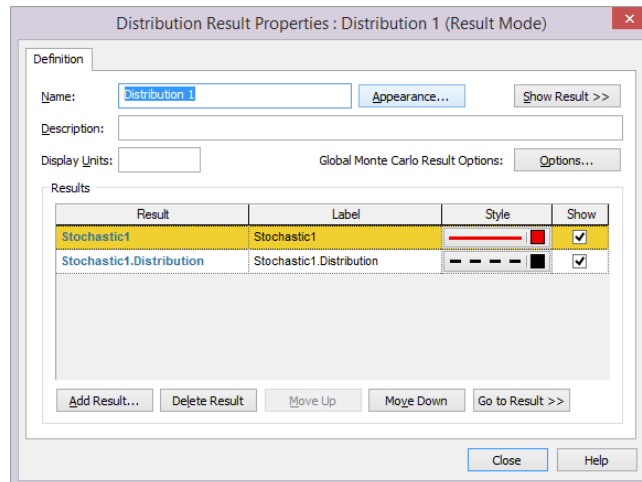 Distribution Result Properties : Distribution 1 (Result Mode)
Definition
Name: Distribution 1 Appearance... Show Result >>
Description:
Display Units: Global Monte Carlo Result Options: Options...
Results
Result Label Style Show
Stochastic1 Stochastic1
Stochastic1.Distribution Stochastic1.Distribution
Add Result... Delete Result Move Up Move Down Go to Result >>
Close Help